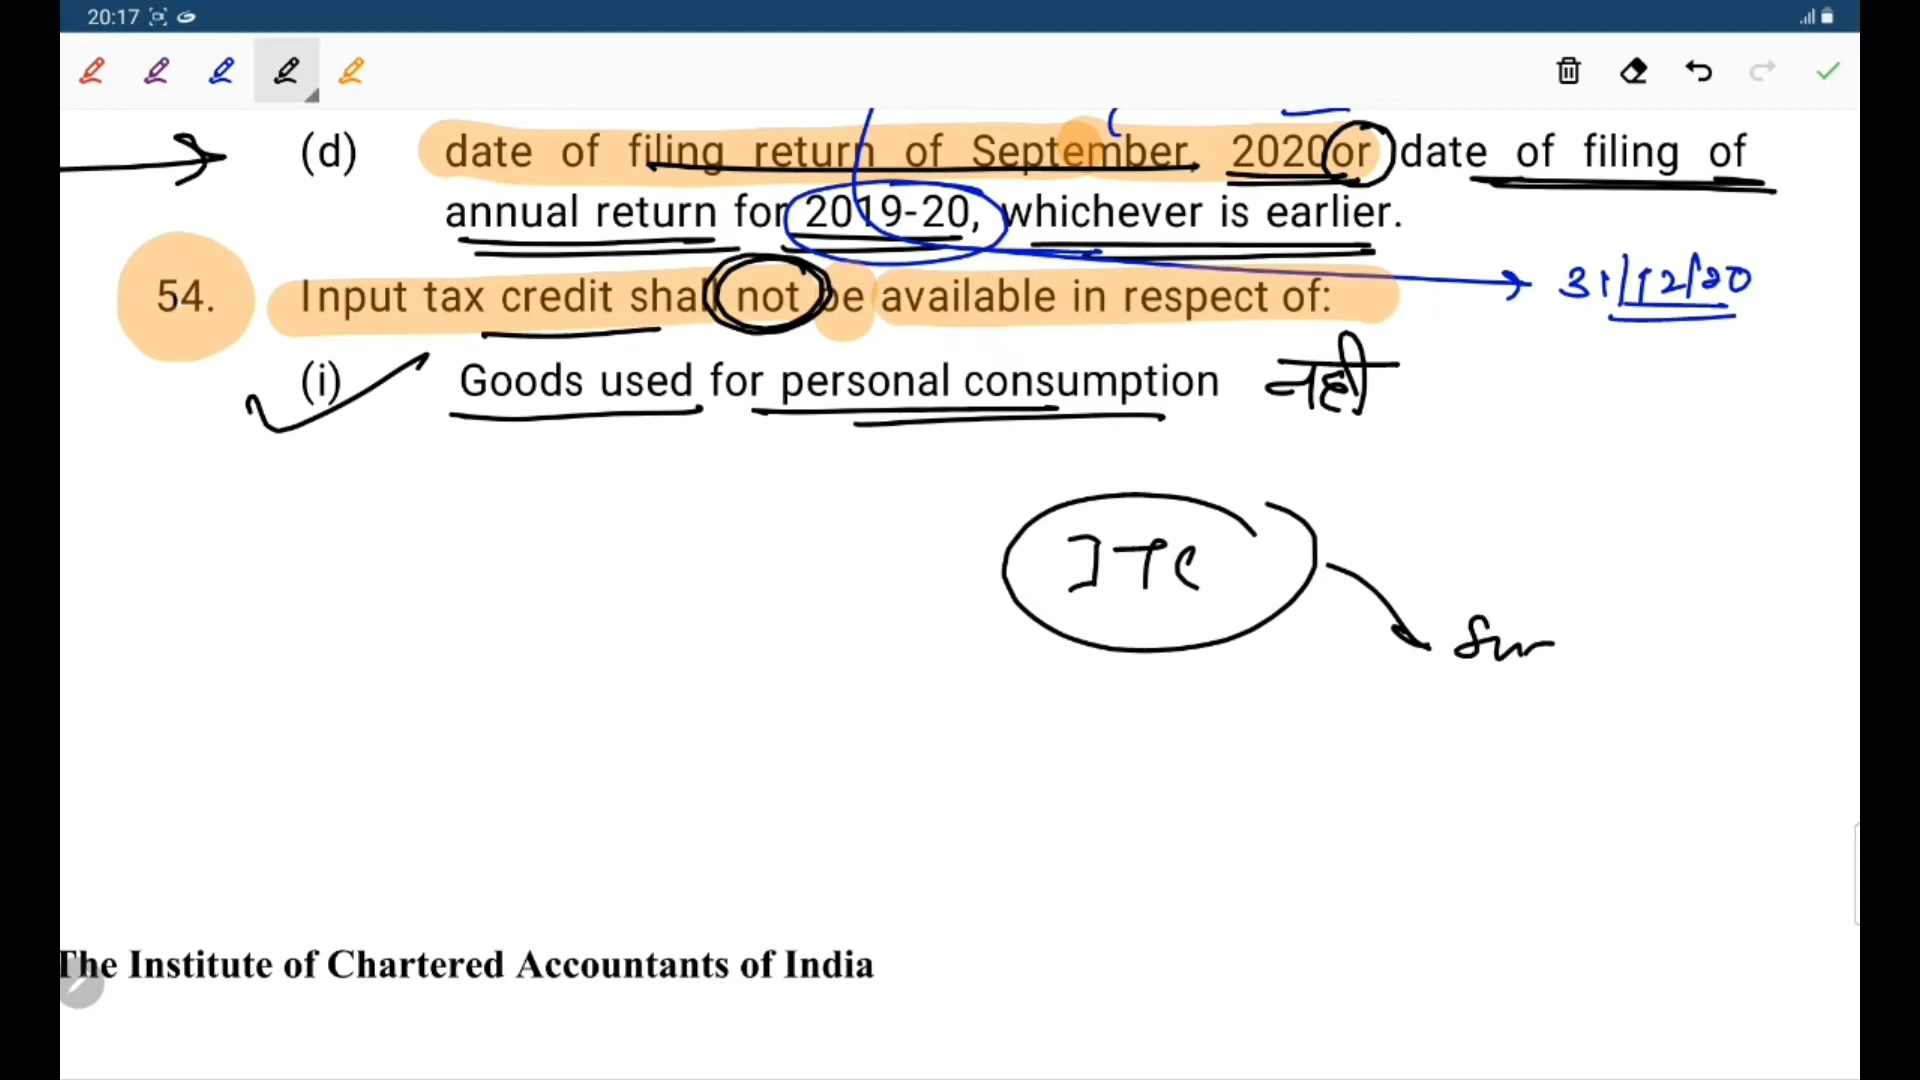 20:17
(d) date of filing return of September, 2020 or date of filing of
annual return for 2019-20, whichever is earlier.
54. Input tax credit shall not be available in respect of:
31/12/20
(i) Goods used for personal consumption नही
ITC
The Institute of Chartered Accountants of India